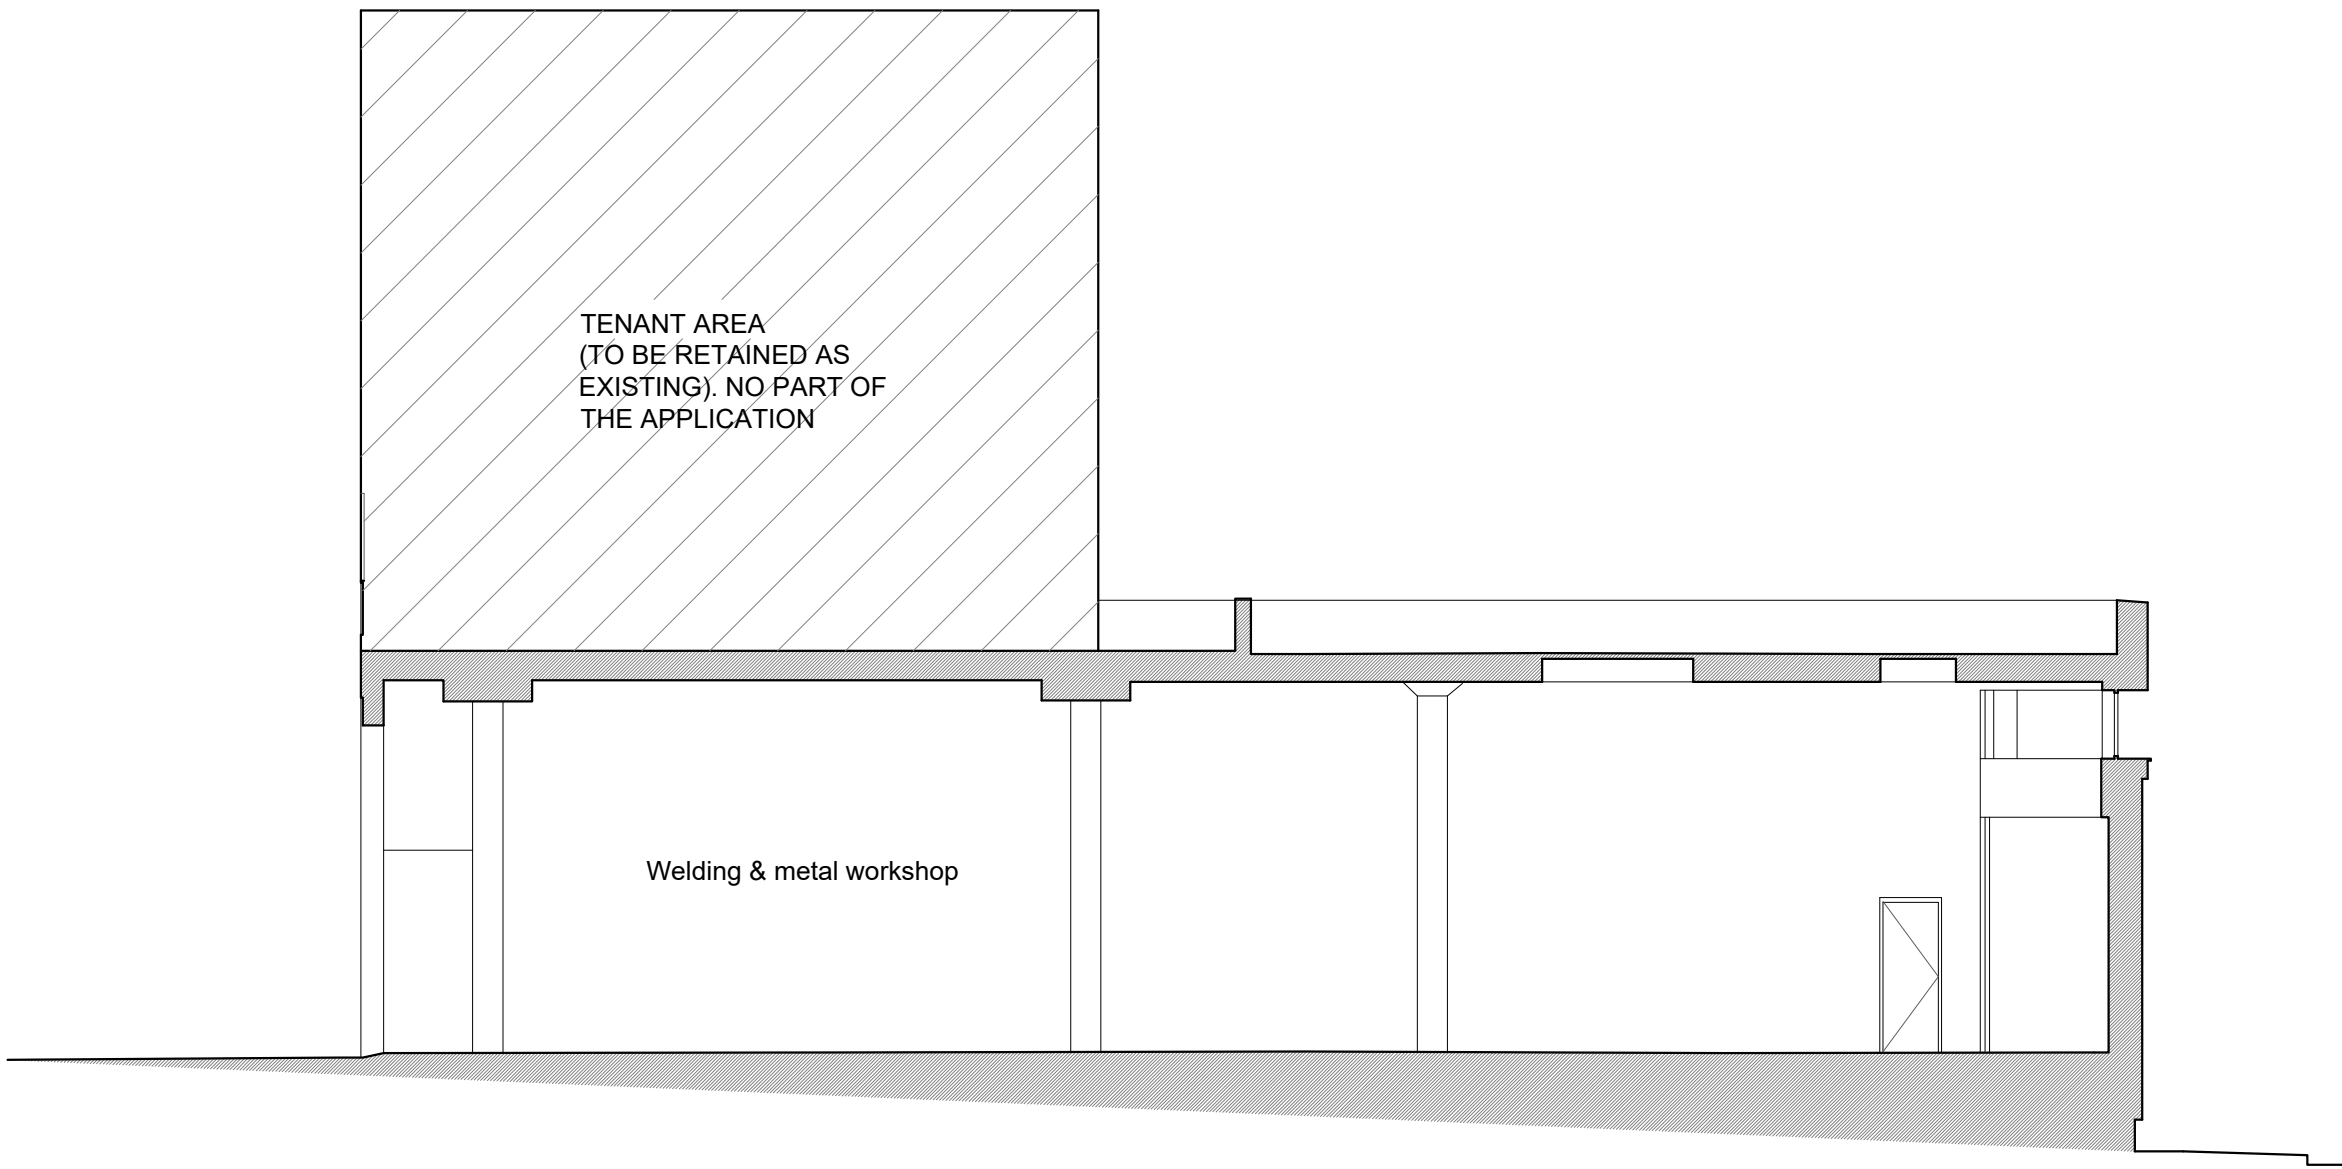 TENANT AREA
(TO BE RETAINED AS
EXISTING). NO PART OF
THE APPLICATION
Welding & metal workshop